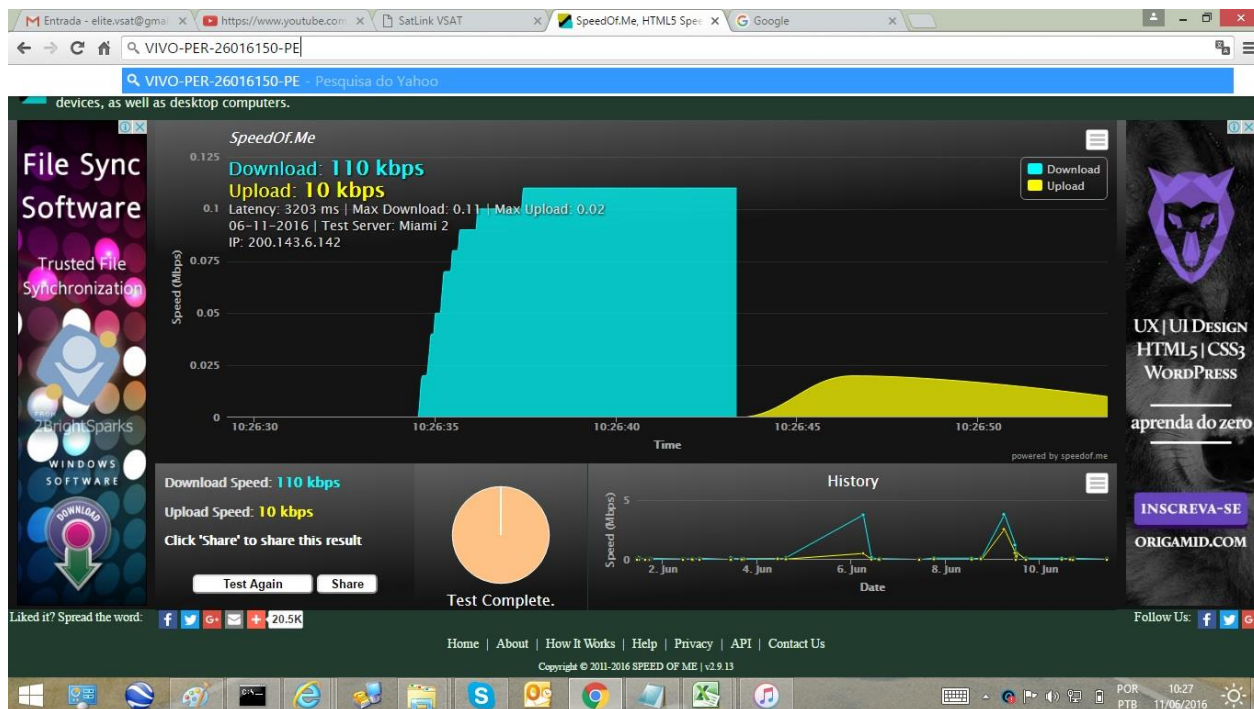 Entrada - elite.vsat@gmai
https://www.youtube.com
SatLink VSAT
SpeedOf.Me, HTML5 Spee
Google
VIVO-PER-26016150-PE
VIVO-PER-26016150-PE - Pesquisa do Yahoo
devices, as well as desktop computers.
File Sync
Software
Trusted File
Synchronization
2BrightSparks
WINDOWS
SOFTWARE
DOWNLOAD
SpeedOf.Me
Download: 110 kbps
Upload: 10 kbps
Latency: 3203 ms | Max Download: 0.11 | Max Upload: 0.02
06-11-2016 | Test Server: Miami 2
IP: 200.143.6.142
Download
Upload
Speed (Mbps)
0.125
0.1
0.075
0.05
0.025
0
10:26:30 10:26:35 10:26:40 10:26:45 10:26:50
Time
powered by speedof.me
Download Speed: 110 kbps
Upload Speed: 10 kbps
Click 'Share' to share this result
Test Again Share
Test Complete.
History
Speed (Mbps)
5
0
2. Jun 4. Jun 6. Jun 8. Jun 10. Jun
Date
UX | UI DESIGN
HTML5 | CSS3
WORDPRESS
aprenda do zero
INSCREVA-SE
ORIGAMID.COM
Liked it? Spread the word: 20.5K
Follow Us:
Home | About | How It Works | Help | Privacy | API | Contact Us
Copyright © 2011-2016 SPEED OF ME | v2.9.13
POR
PTB
10:27
11/06/2016